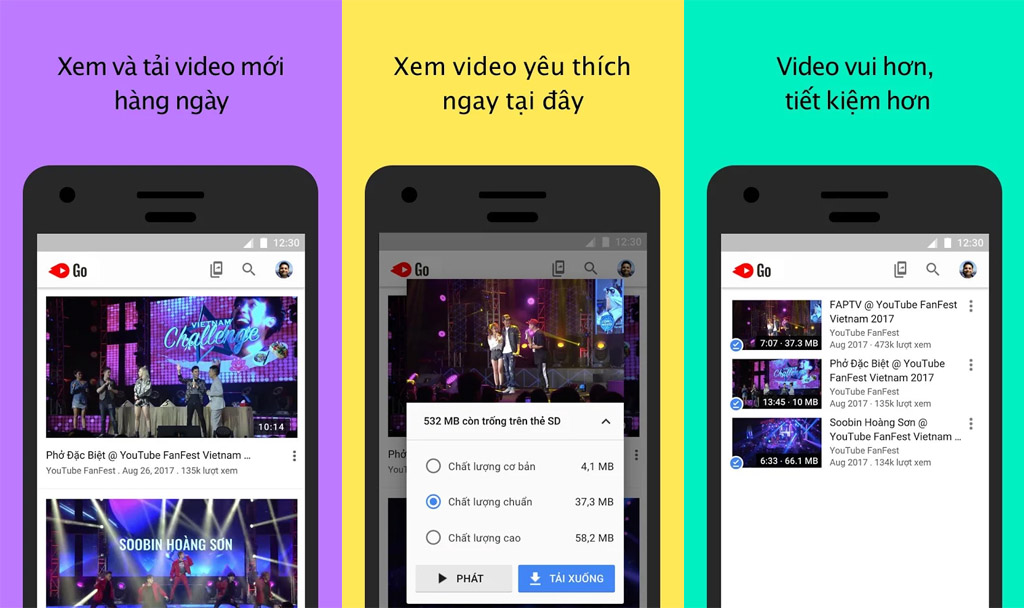 Xem và tải video mới
hàng ngày
12:30
Go
VIETNAM
Challenge
10:14
Phở Đặc Biệt @ YouTube FanFest Vietnam ...
YouTube FanFest . Aug 26, 2017 . 135k lượt xem
SOOBIN HOÀNG SƠN
Xem video yêu thích
ngay tại đây
12:30
Go
Phở
YouT
532 MB còn trống trên thẻ SD
Chất lượng cơ bản 4,1 MB
Chất lượng chuẩn 37,3 MB
Chất lượng cao 58,2 MB
PHÁT TẢI XUỐNG
Video vui hơn,
tiết kiệm hơn
12:30
Go
FAPTV @ YouTube FanFest
Vietnam 2017
YouTube FanFest
Aug 2017 · 473k lượt xem
7:07 · 37.3 MB
Phở Đặc Biệt @ YouTube
FanFest Vietnam 2017
YouTube FanFest
Aug 2017 · 135k lượt xem
13:45 · 10 MB
Soobin Hoàng Sơn @
YouTube FanFest Vietnam ...
YouTube FanFest
Aug 2017 · 134k lượt xem
6:33 · 66.1 MB